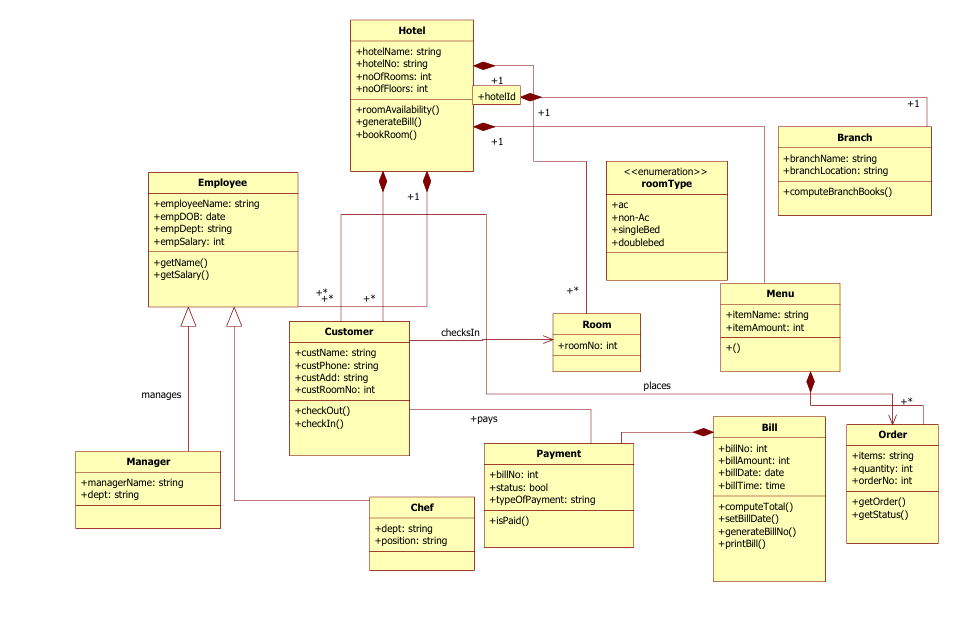 Hotel
+hotelName: string
+hotelNo: string
+noOfRooms: int
+noOfFloors: int
+roomAvailability()
+generateBill()
+bookRoom()
+1
+hotelId
+1
+1
+1
Branch
+branchName: string
+branchLocation: string
+computeBranchBooks()
<<enumeration>>
roomType
+ac
+non-Ac
+singleBed
+doublebed
Employee
+employeeName: string
+empDOB: date
+empDept: string
+empSalary: int
+getName()
+getSalary()
+1
+*
+*
+*
+*
Menu
+itemName: string
+itemAmount: int
+()
Customer
+custName: string
+custPhone: string
+custAdd: string
+custRoomNo: int
+checkOut()
+checkIn()
checksIn
Room
+roomNo: int
manages
places
+*
+pays
Manager
+managerName: string
+dept: string
Chef
+dept: string
+position: string
Payment
+billNo: int
+status: bool
+typeOfPayment: string
+isPaid()
Bill
+billNo: int
+billAmount: int
+billDate: date
+billTime: time
+computeTotal()
+setBillDate()
+generateBillNo()
+printBill()
Order
+items: string
+quantity: int
+orderNo: int
+getOrder()
+getStatus()